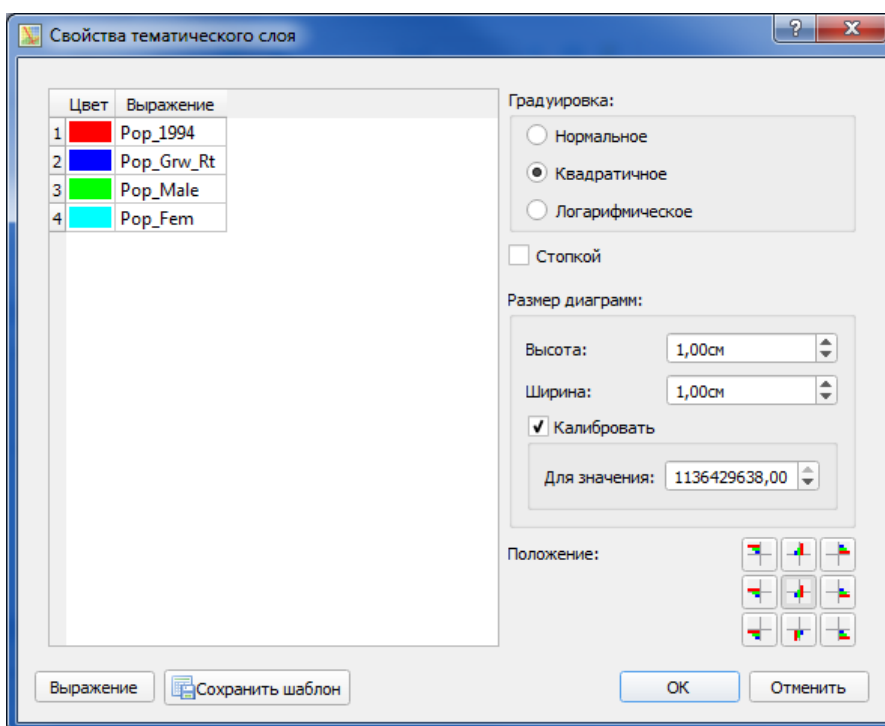 Свойства тематического слоя
Цвет Выражение
1 Pop_1994
2 Pop_Grw_Rt
3 Pop_Male
4 Pop_Fem
Градуировка:
Нормальное
Квадратичное
Логарифмическое
Стопкой
Размер диаграмм:
Высота: 1,00см
Ширина: 1,00см
Калибровать
Для значения: 1136429638,00
Положение:
Выражение Сохранить шаблон OK Отменить